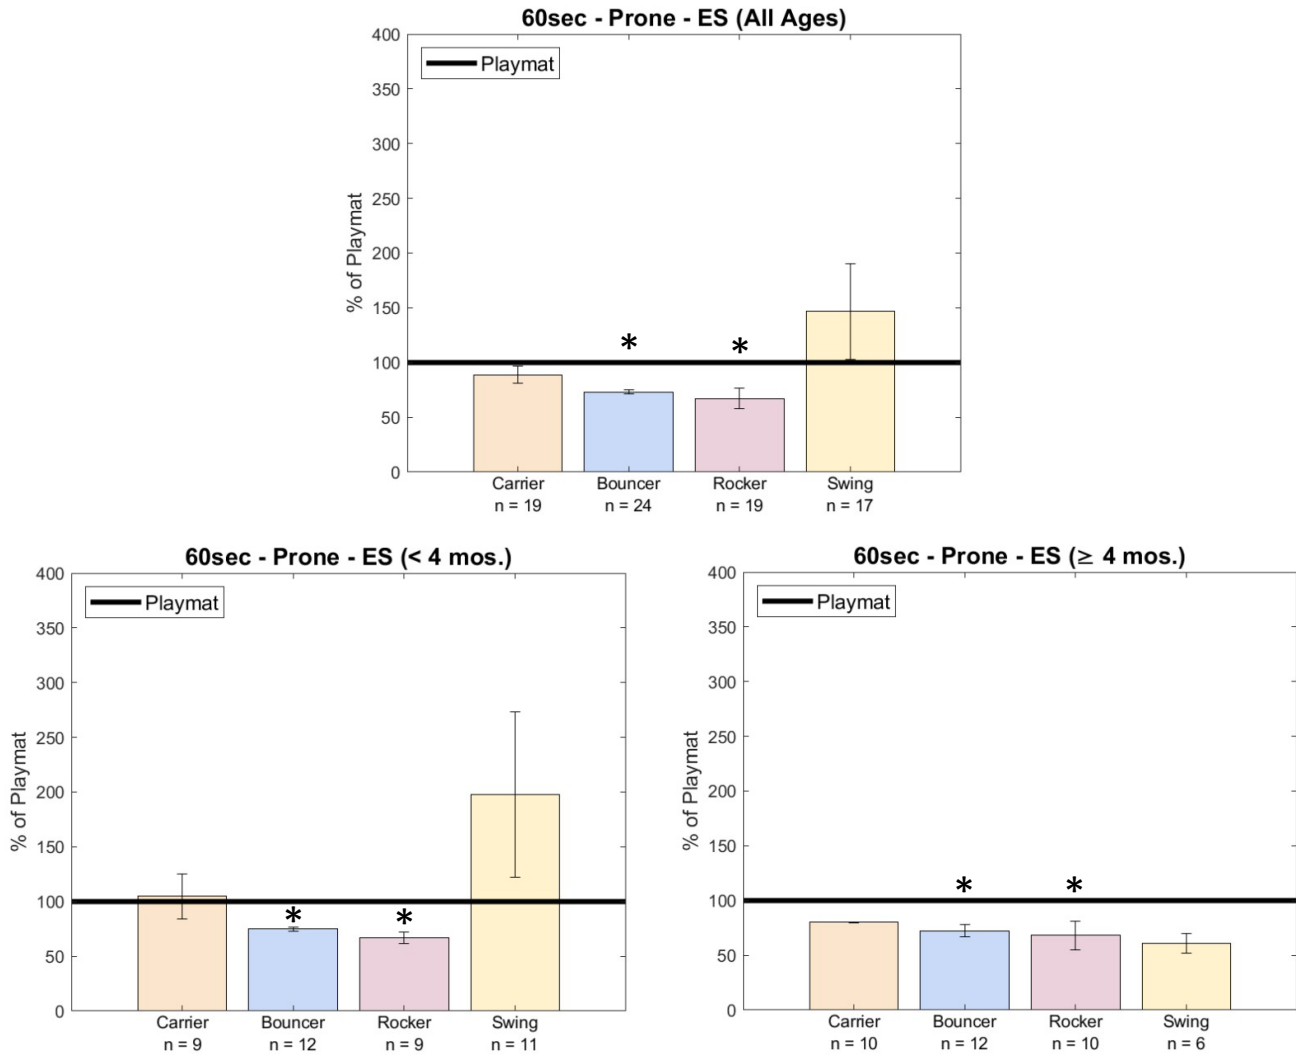 60sec - Prone - ES (All Ages)
Playmat
% of Playmat
400
350
300
250
200
150
100
50
0
* *
Carrier Bouncer Rocker Swing
n = 19 n = 24 n = 19 n = 17
60sec - Prone - ES (< 4 mos.)
Playmat
% of Playmat
400
350
300
250
200
150
100
50
0
* *
Carrier Bouncer Rocker Swing
n = 9 n = 12 n = 9 n = 11
60sec - Prone - ES (≥ 4 mos.)
Playmat
% of Playmat
400
350
300
250
200
150
100
50
0
* *
Carrier Bouncer Rocker Swing
n = 10 n = 12 n = 10 n = 6